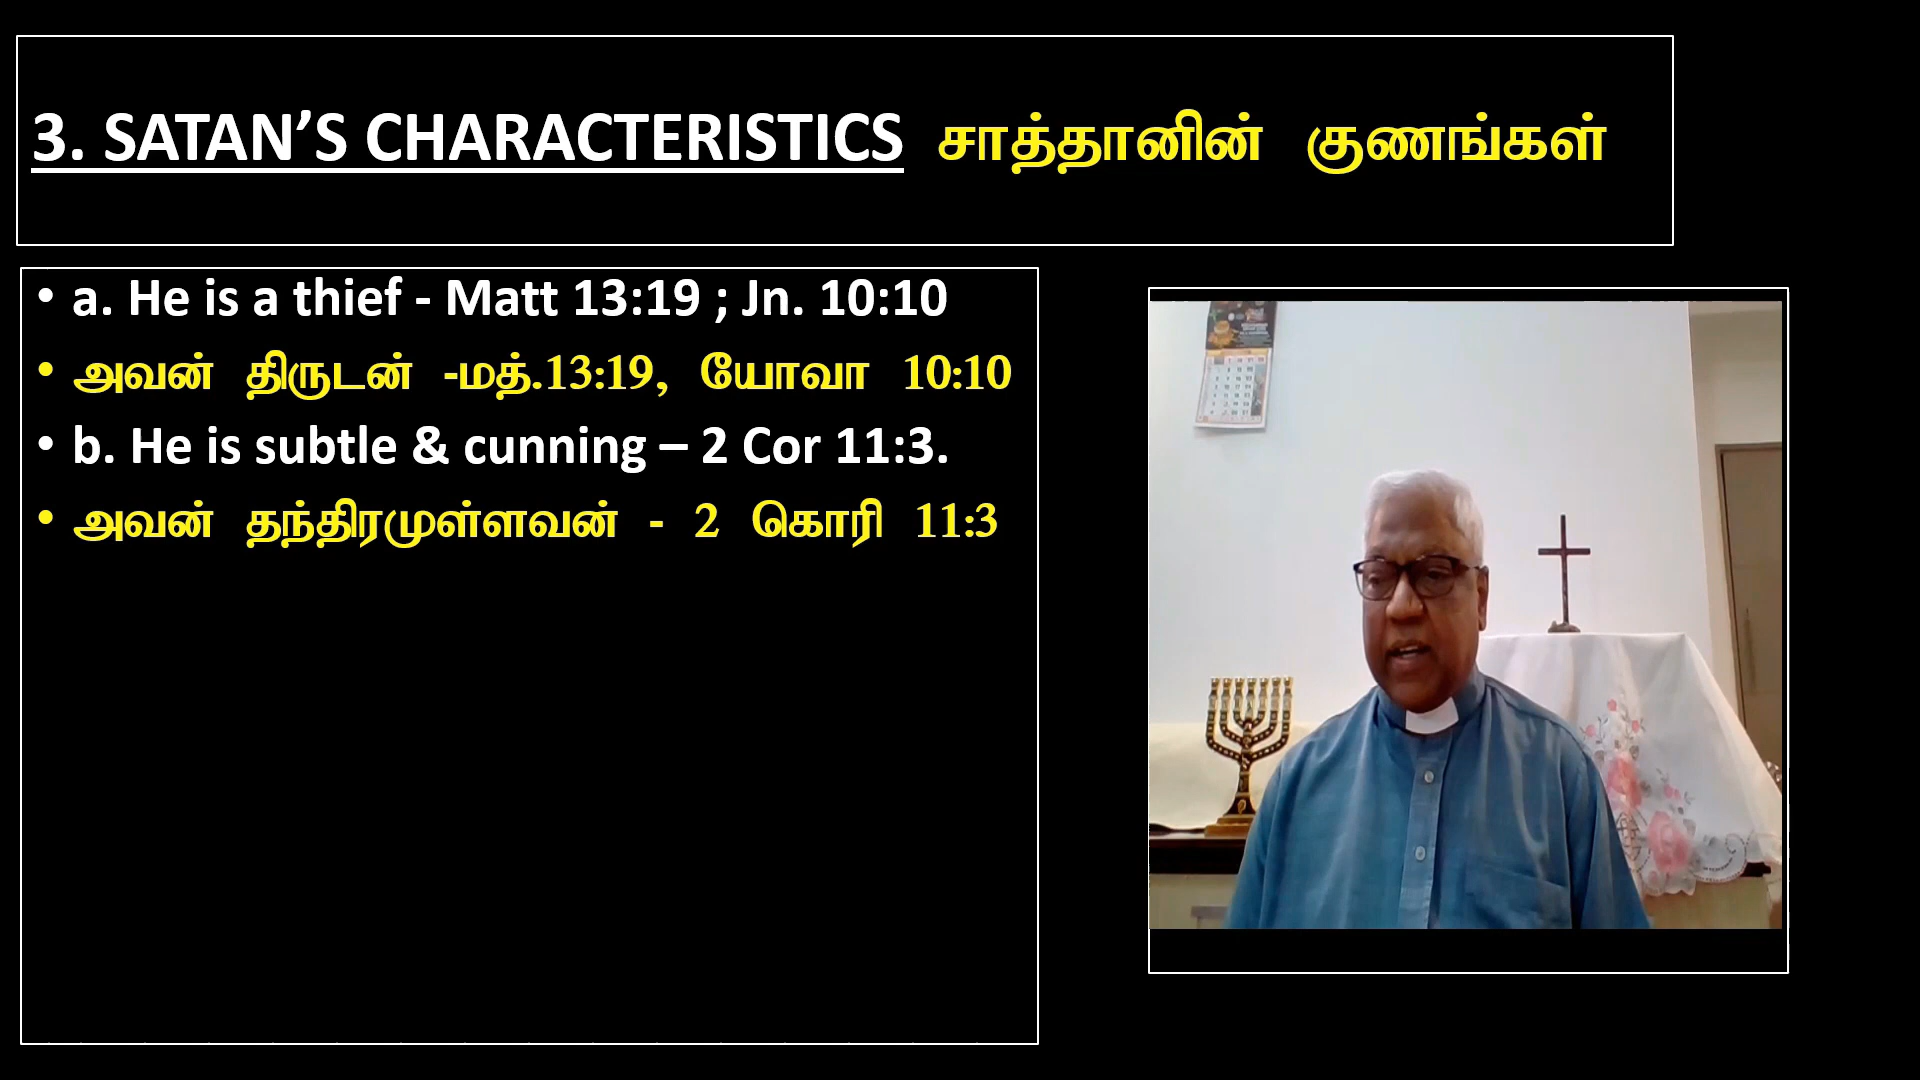 3. SATAN’S CHARACTERISTICS சாத்தானின் குணங்கள்
• a. He is a thief - Matt 13:19 ; Jn. 10:10
• அவன் திருடன் -மத்.13:19, யோவா 10:10
• b. He is subtle & cunning – 2 Cor 11:3.
• அவன் தந்திரமுள்ளவன் - 2 கொரி 11:3